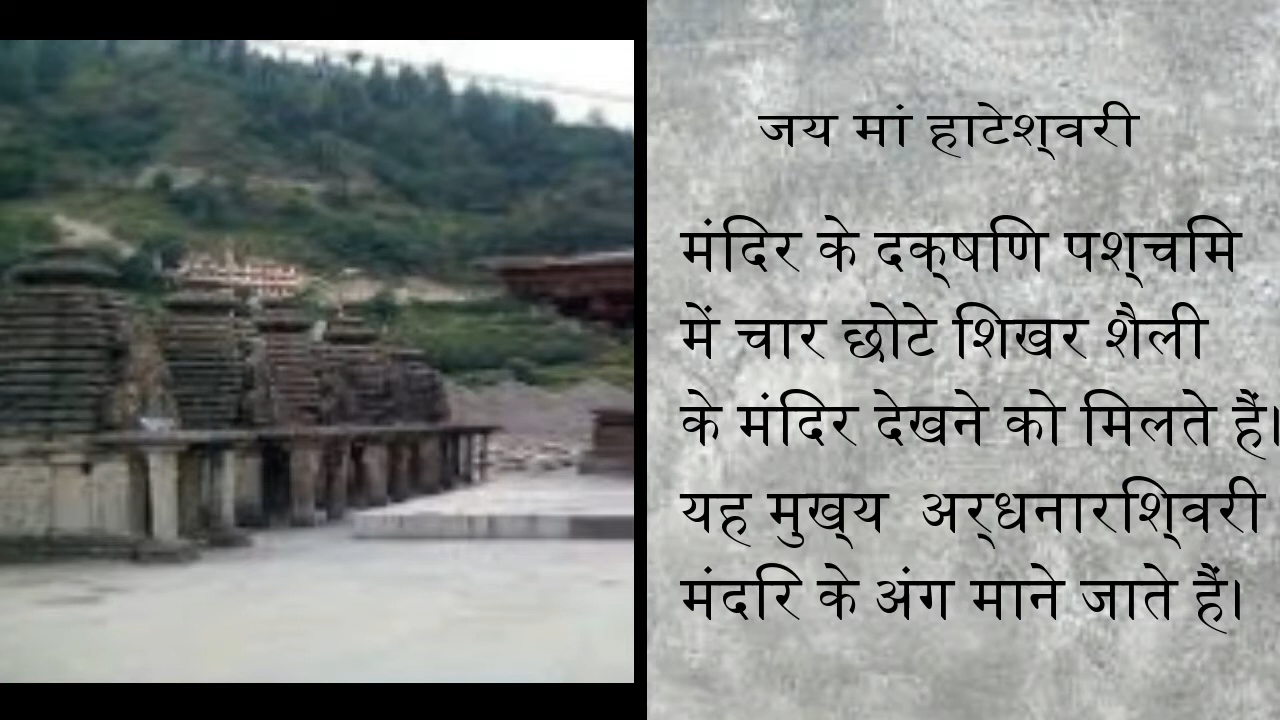 जय मां हाटेश्वरी
मंदिर के दक्षणि पश्चमि
में चार छोटे शिखर शैली
के मंदिर देखने को मिलते हैं।
यह मुख्य अर्धनारश्विरी
मंदरि के अंग माने जाते हैं।